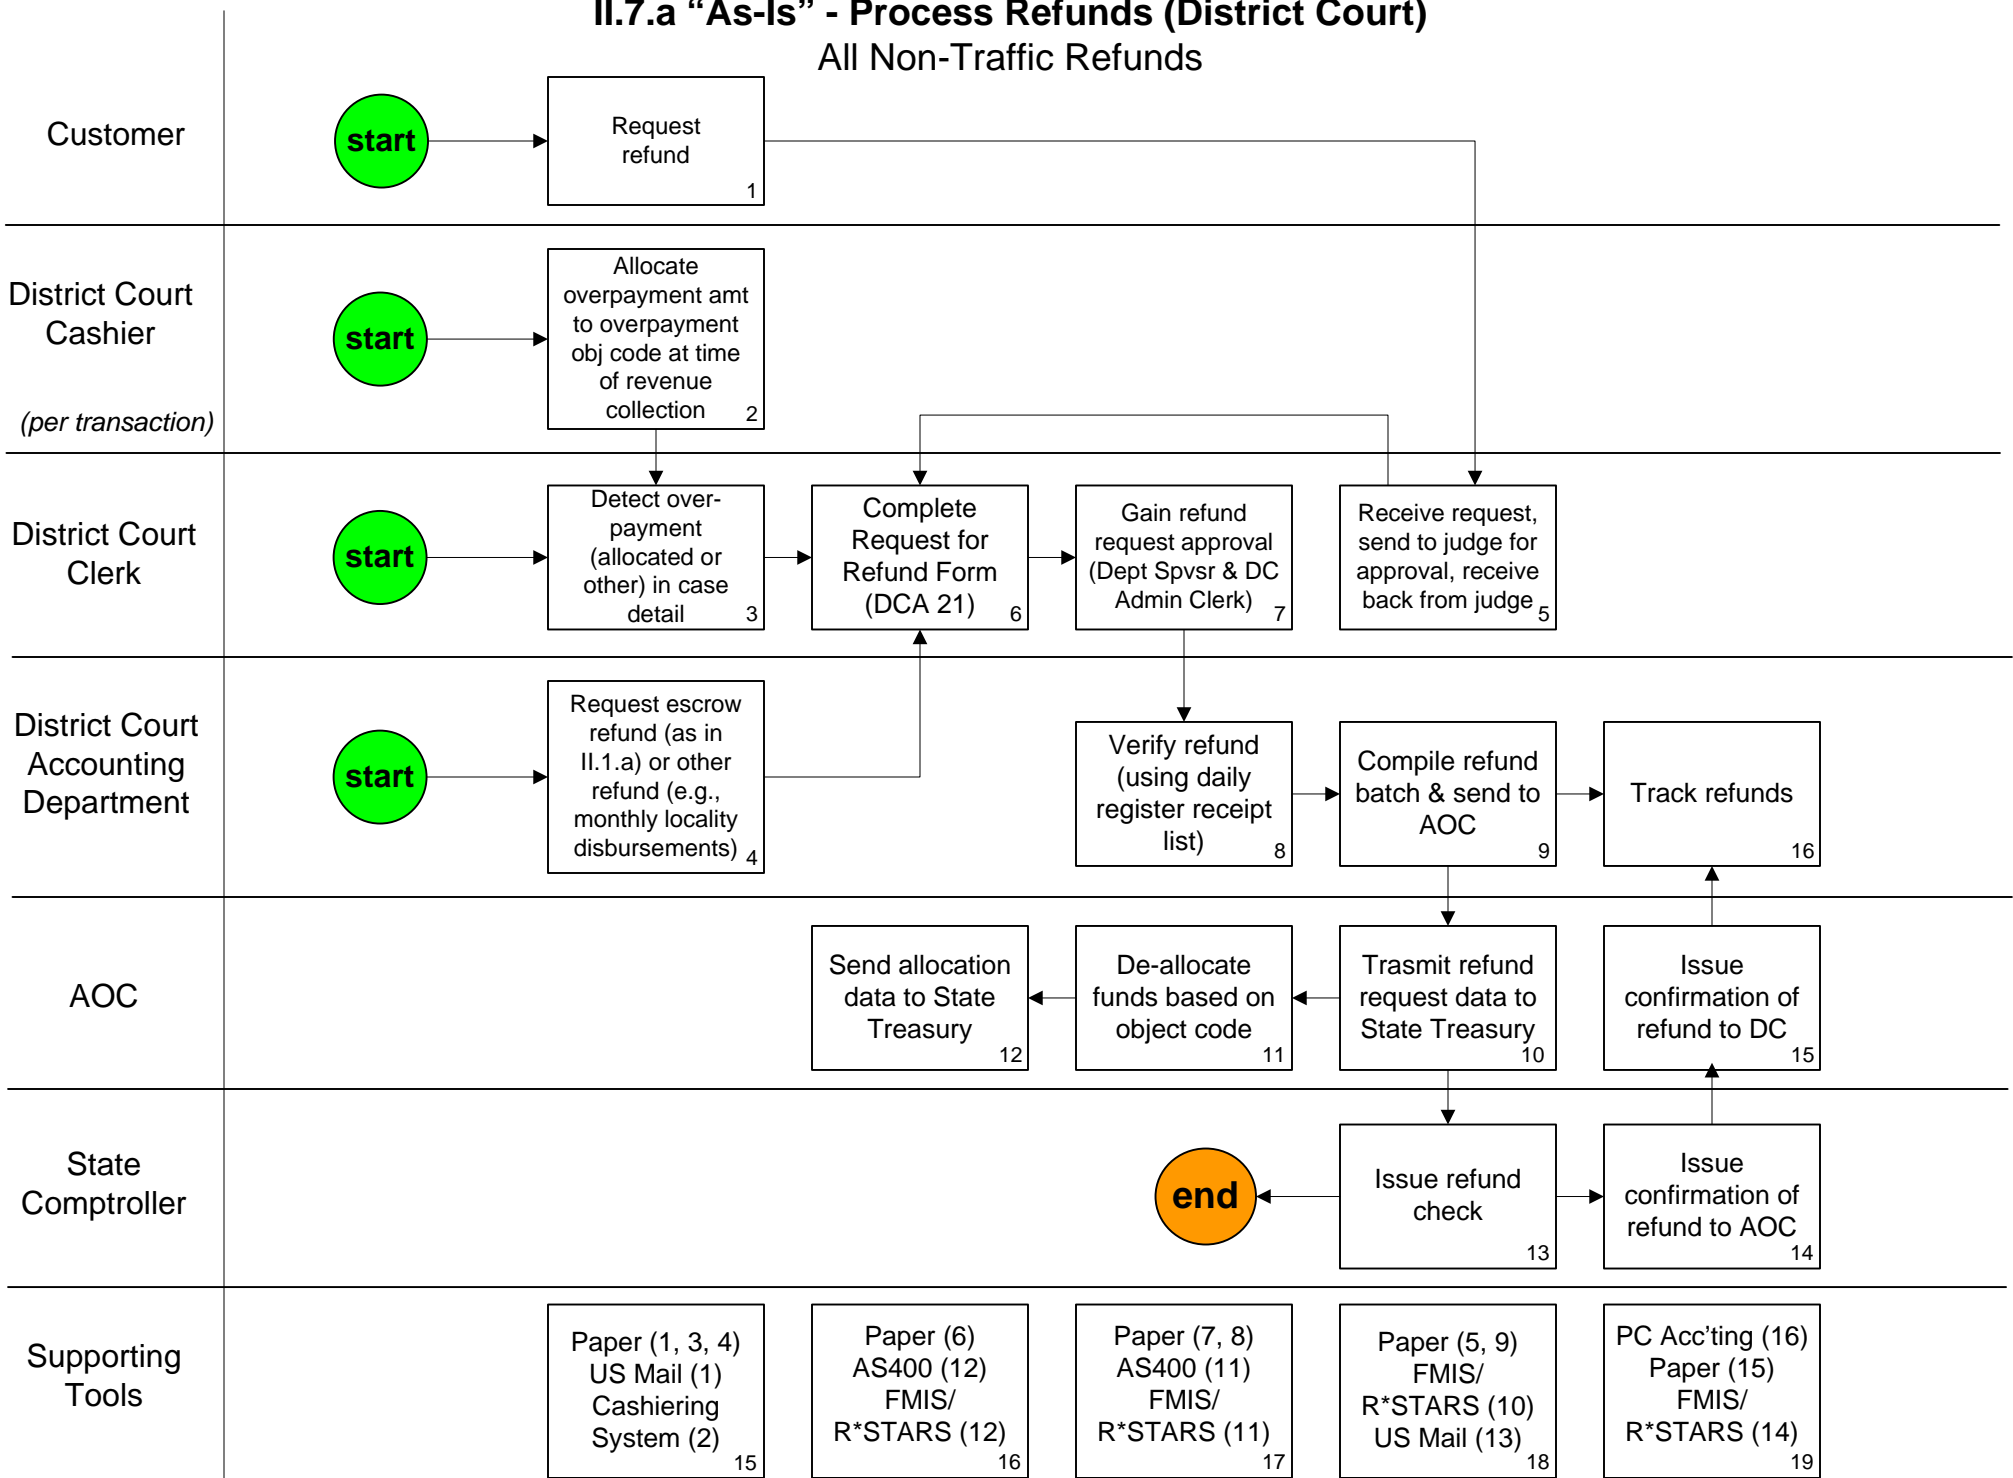 II.7.a “As-Is” - Process Refunds (District Court)
All Non-Traffic Refunds
Customer
start
Request
refund
1
District Court
Cashier
(per transaction)
start
Allocate
overpayment amt
to overpayment
obj code at time
of revenue
collection
2
District Court
Clerk
start
Detect over-
payment
(allocated or
other) in case
detail
3
Complete
Request for
Refund Form
(DCA 21)
6
Gain refund
request approval
(Dept Spvsr & DC
Admin Clerk)
7
Receive request,
send to judge for
approval, receive
back from judge
5
District Court
Accounting
Department
start
Request escrow
refund (as in
II.1.a) or other
refund (e.g.,
monthly locality
disbursements)
4
Verify refund
(using daily
register receipt
list)
8
Compile refund
batch & send to
AOC
9
Track refunds
16
AOC
Send allocation
data to State
Treasury
12
De-allocate
funds based on
object code
11
Trasmit refund
request data to
State Treasury
10
Issue
confirmation of
refund to DC
15
State
Comptroller
end
Issue refund
check
13
Issue
confirmation of
refund to AOC
14
Supporting
Tools
Paper (1, 3, 4)
US Mail (1)
Cashiering
System (2)
15
Paper (6)
AS400 (12)
FMIS/
R*STARS (12)
16
Paper (7, 8)
AS400 (11)
FMIS/
R*STARS (11)
17
Paper (5, 9)
FMIS/
R*STARS (10)
US Mail (13)
18
PC Acc’ting (16)
Paper (15)
FMIS/
R*STARS (14)
19